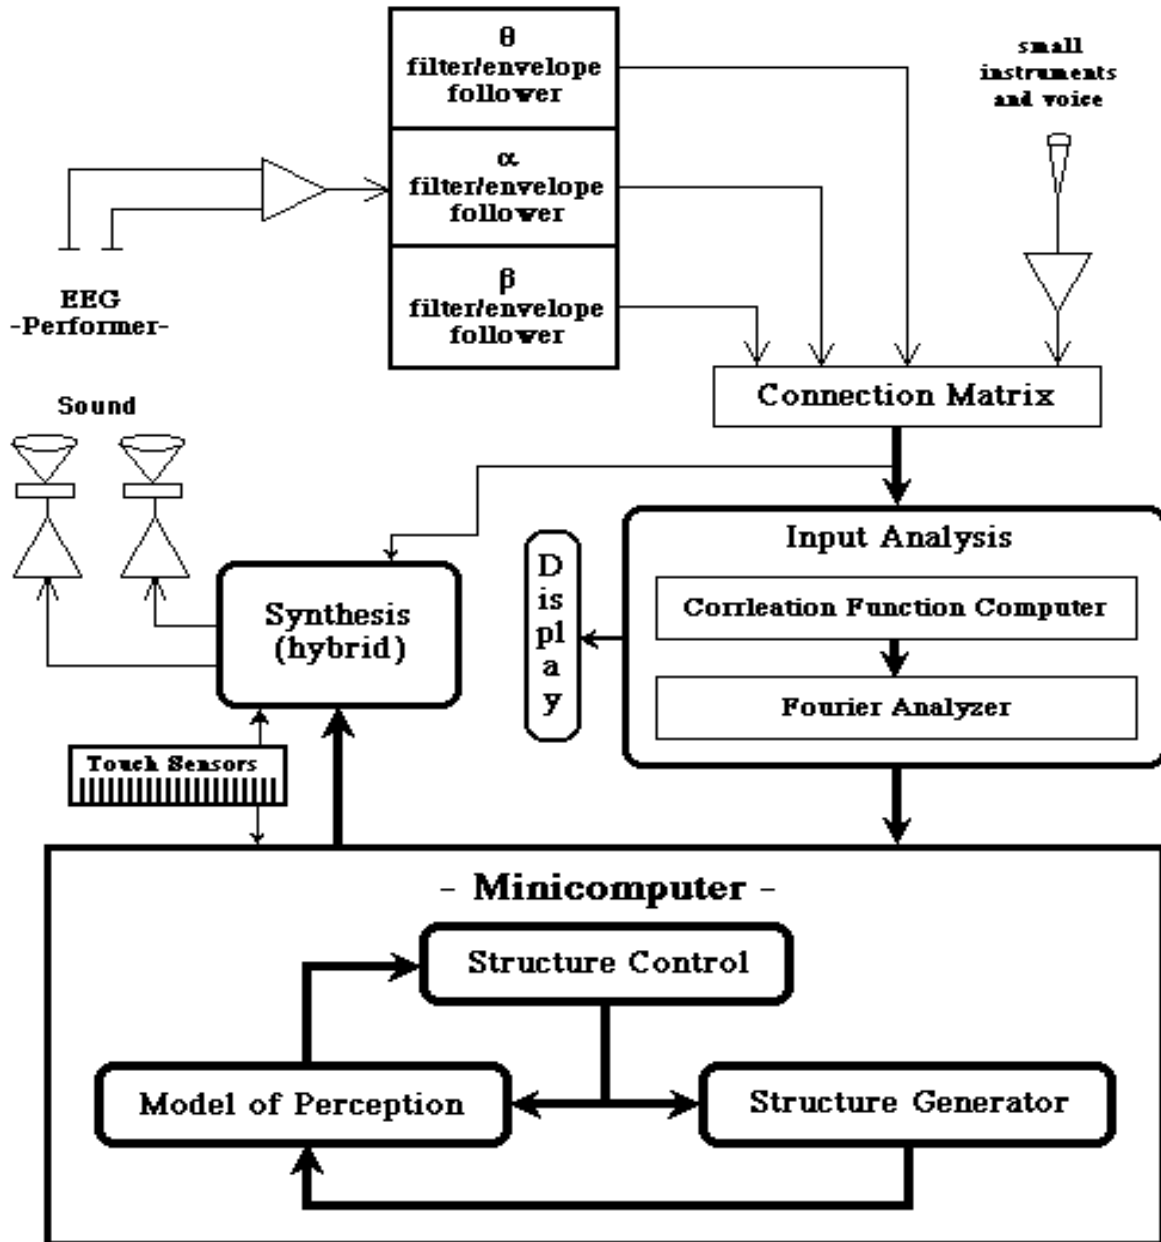 θ
filter/envelope
follower
α
filter/envelope
follower
β
filter/envelope
follower
small
instruments
and voice
EEG
-Performer-
Connection Matrix
Sound
Input Analysis
Corrleation Function Computer
Fourier Analyzer
D
is
pl
a
y
Synthesis
(hybrid)
Touch Sensors
- Minicomputer -
Structure Control
Model of Perception
Structure Generator